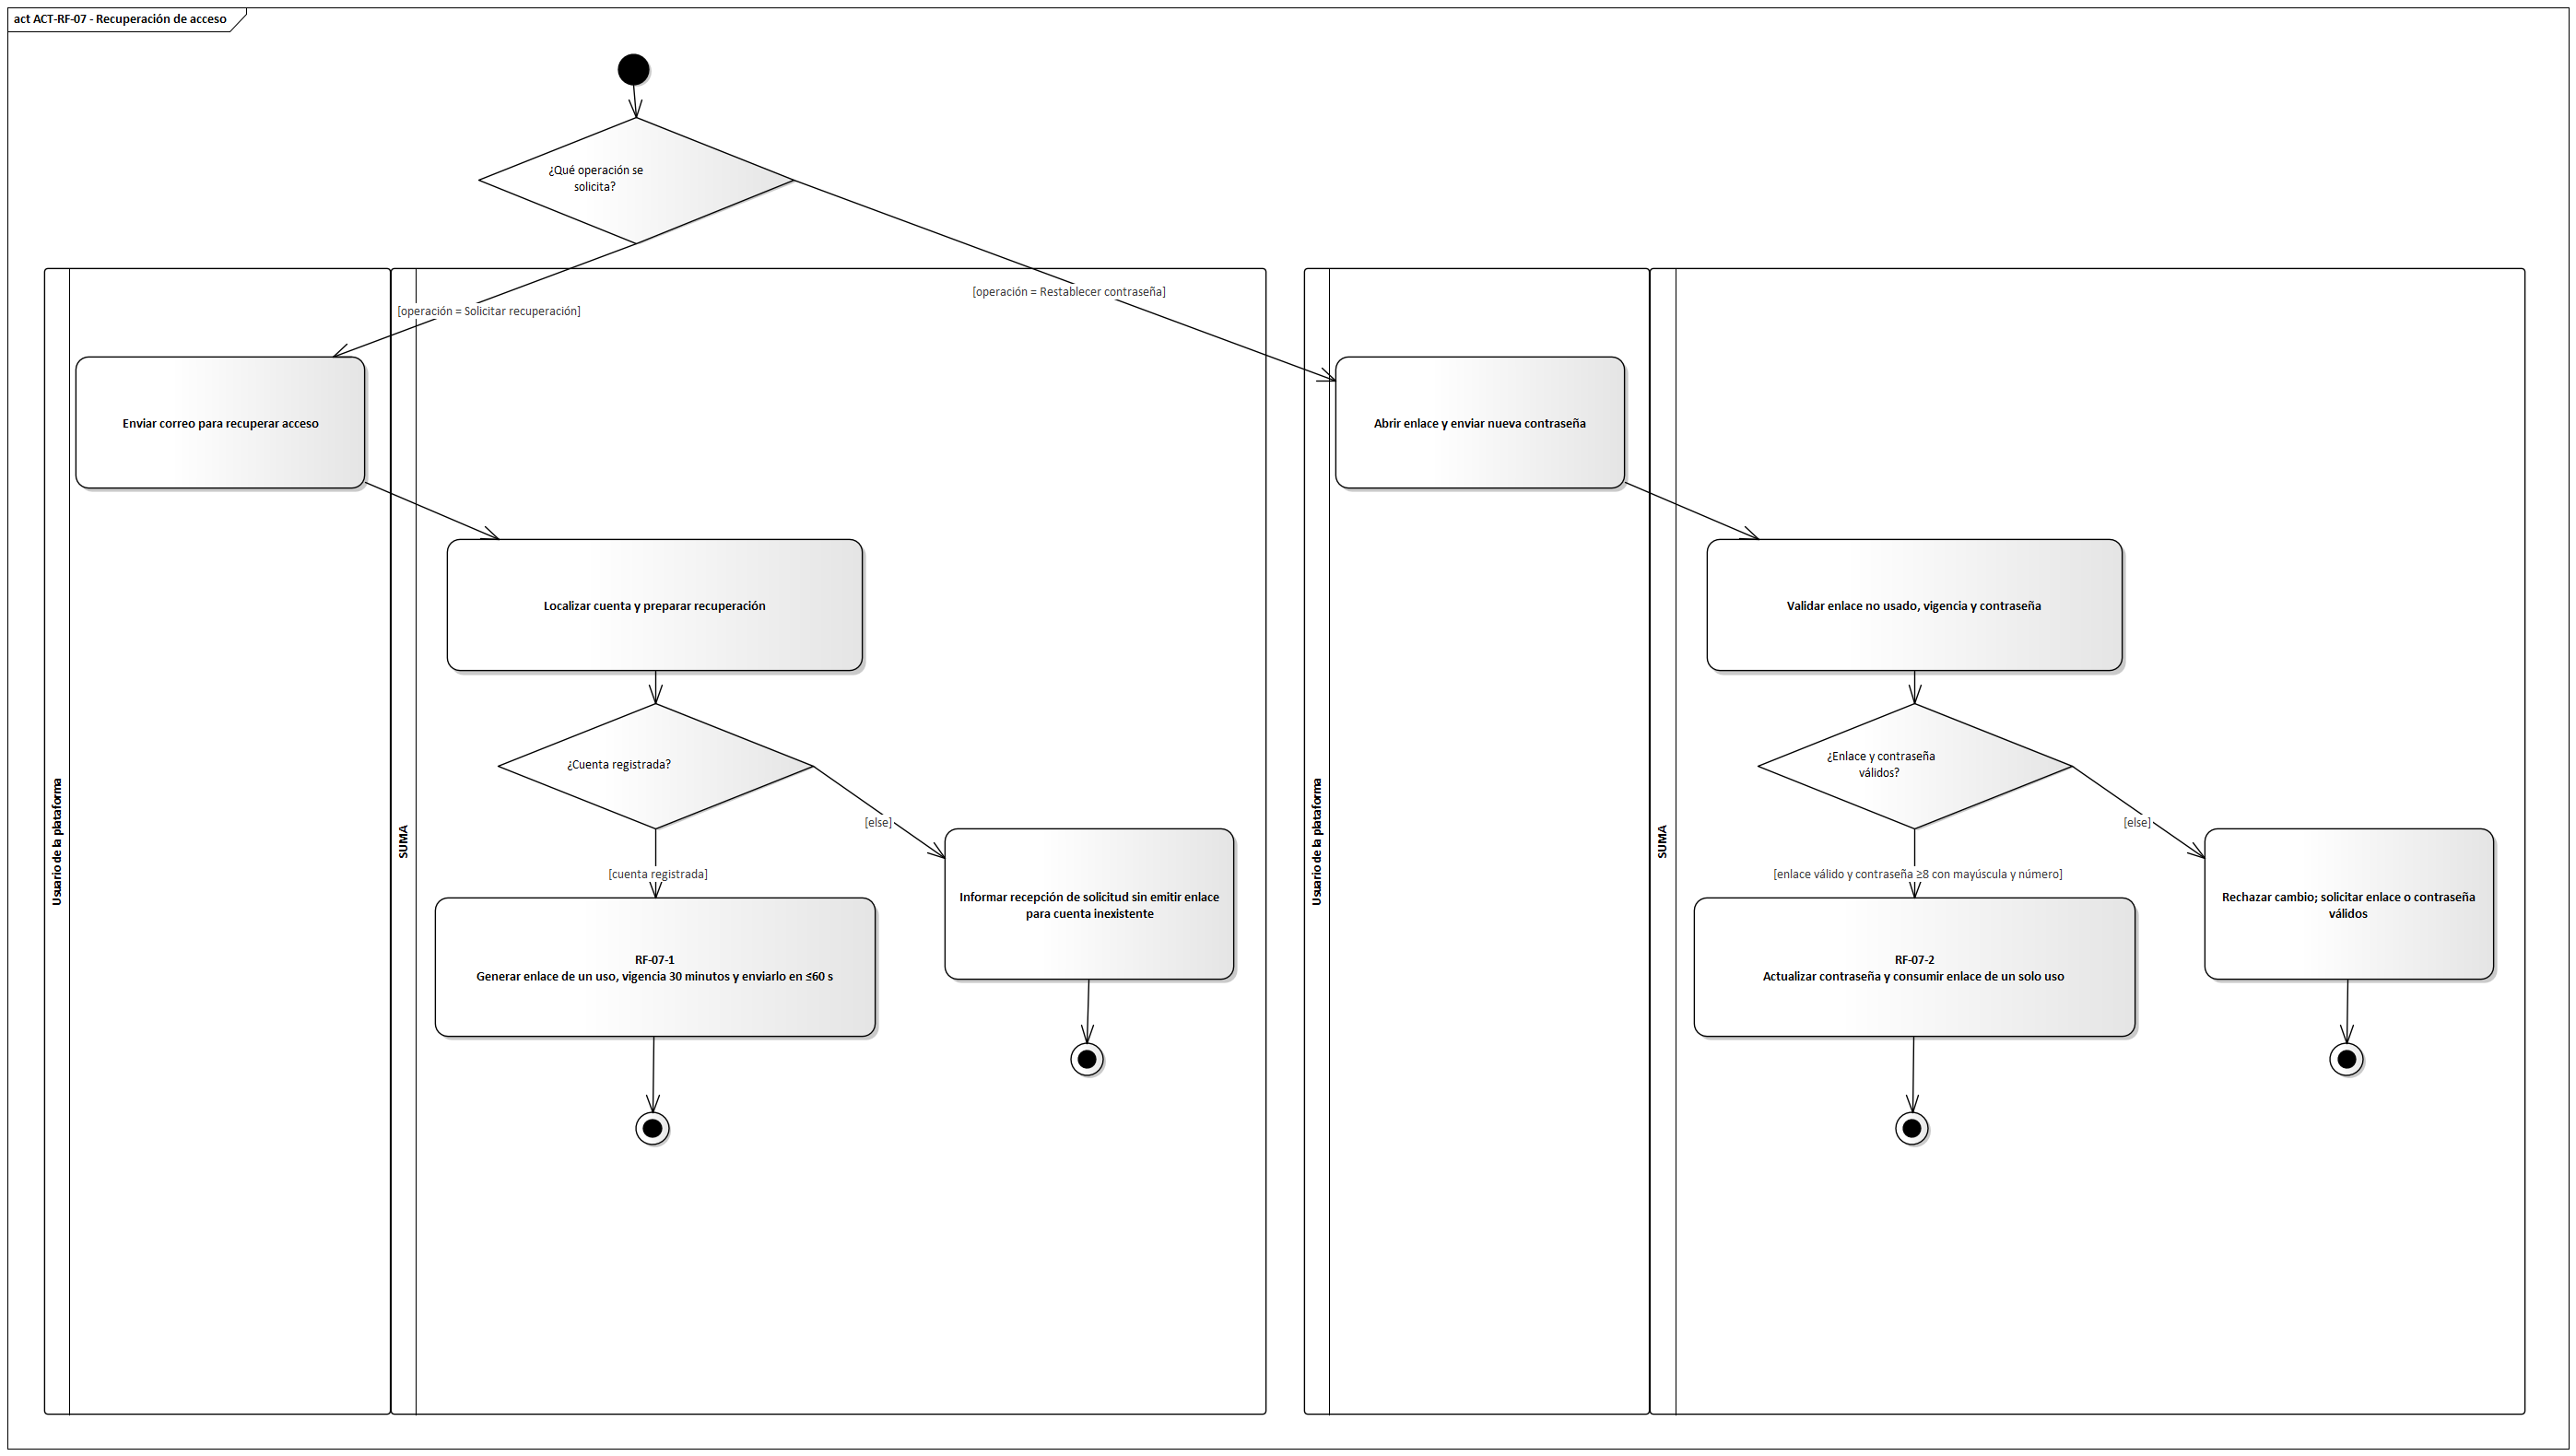 act ACT-RF-07 - Recuperación de acceso
¿Qué operación se
solicita?
[operación = Solicitar recuperación]
[operación = Restablecer contraseña]
Usuario de la plataforma
Enviar correo para recuperar acceso
SUMA
Localizar cuenta y preparar recuperación
¿Cuenta registrada?
[else]
[cuenta registrada]
Informar recepción de solicitud sin emitir enlace
para cuenta inexistente
RF-07-1
Generar enlace de un uso, vigencia 30 minutos y enviarlo en ≤60 s
Usuario de la plataforma
Abrir enlace y enviar nueva contraseña
SUMA
Validar enlace no usado, vigencia y contraseña
¿Enlace y contraseña
válidos?
[else]
[enlace válido y contraseña ≥8 con mayúscula y número]
Rechazar cambio; solicitar enlace o contraseña
válidos
RF-07-2
Actualizar contraseña y consumir enlace de un solo uso